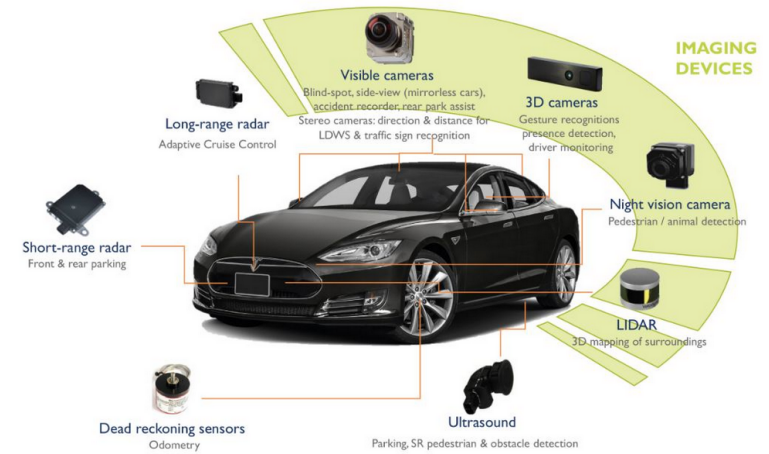 IMAGING
DEVICES
Visible cameras
Blind-spot, side-view (mirrorless cars),
accident recorder, rear park assist
Stereo cameras: direction & distance for
LDWS & traffic sign recognition
3D cameras
Gesture recognitions
presence detection,
driver monitoring
Long-range radar
Adaptive Cruise Control
Night vision camera
Pedestrian / animal detection
Short-range radar
Front & rear parking
LIDAR
3D mapping of surroundings
Dead reckoning sensors
Odometry
Ultrasound
Parking, SR pedestrian & obstacle detection